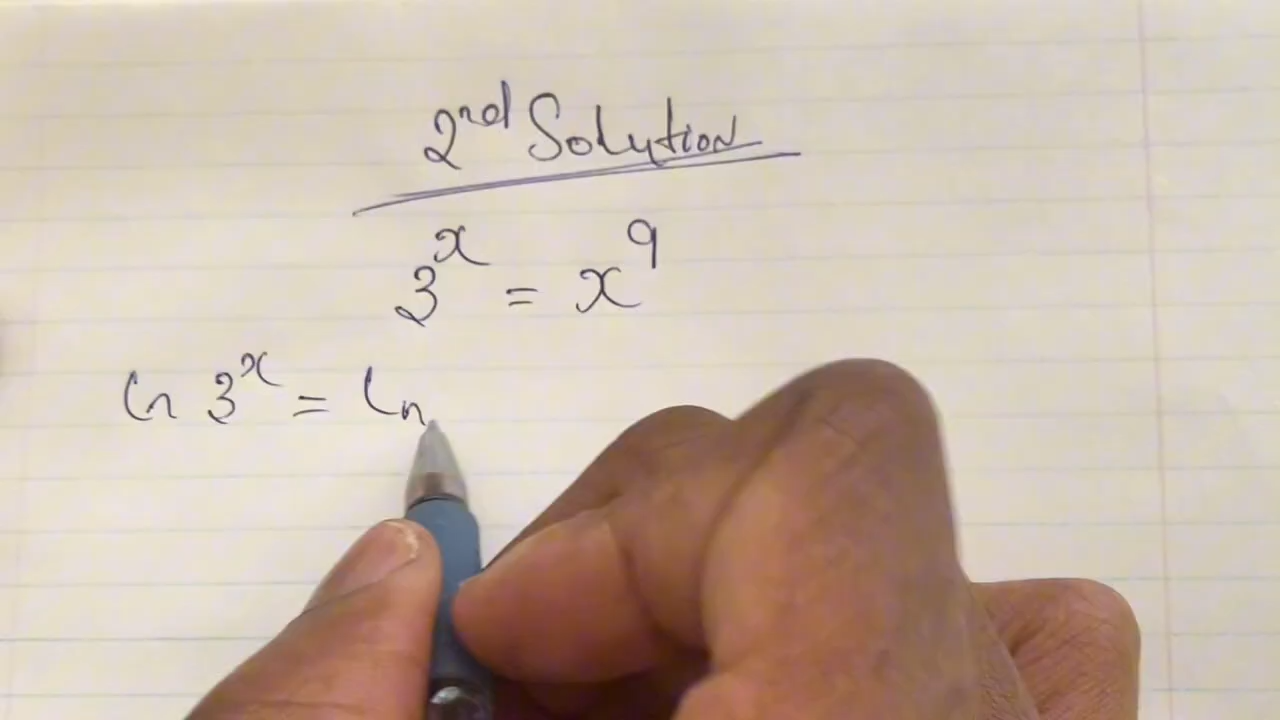 2nd Solution
3^x = x^9
ln 3^x = ln